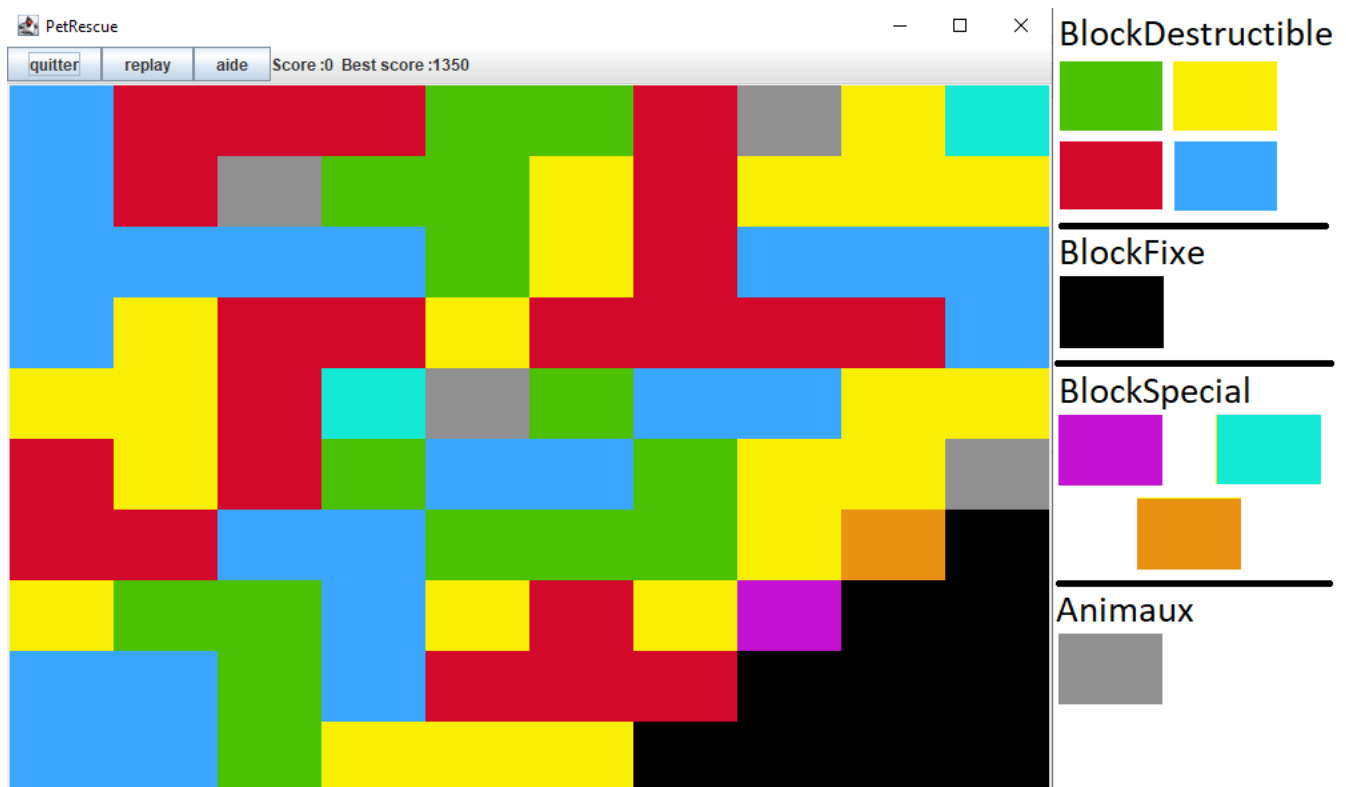 PetRescue
quitter replay aide Score :0 Best score :1350
BlockDestructible
BlockFixe
BlockSpecial
Animaux